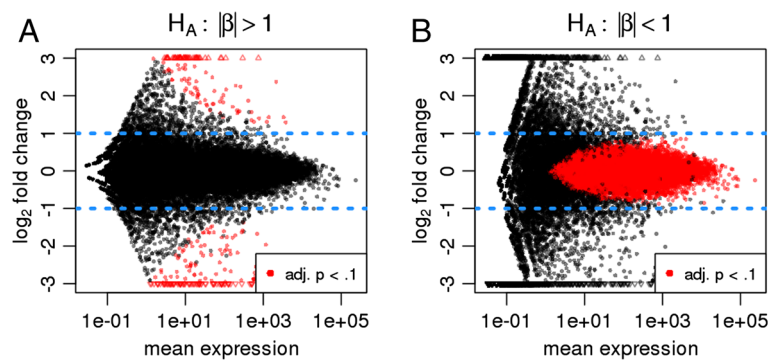 A
H_A : |β| > 1
log₂ fold change
3
2
1
0
-1
-2
-3
adj. p < .1
1e-01
1e+01
1e+03
1e+05
mean expression
B
H_A : |β| < 1
log₂ fold change
3
2
1
0
-1
-2
-3
adj. p < .1
1e-01
1e+01
1e+03
1e+05
mean expression